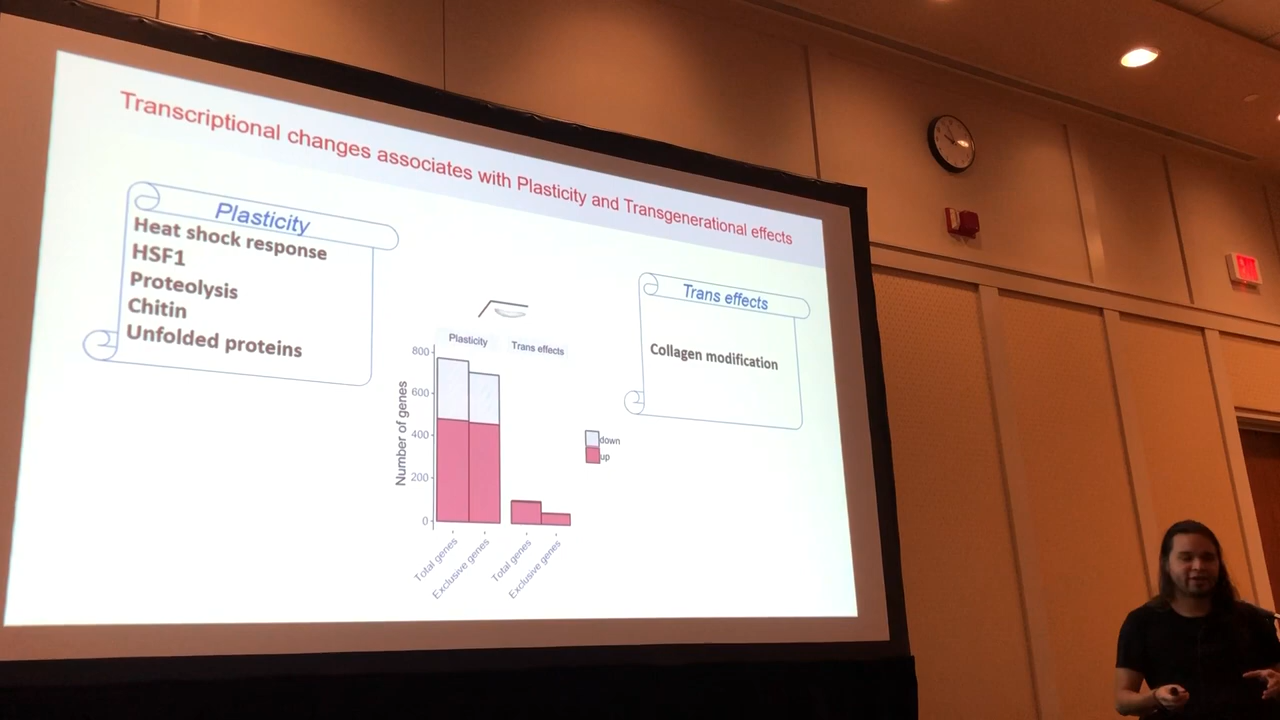 Transcriptional changes associates with Plasticity and Transgenerational effects
Plasticity
Heat shock response
HSF1
Proteolysis
Chitin
Unfolded proteins
Trans effects
Collagen modification
Plasticity
Trans effects
Number of genes
800
600
400
200
0
Total genes
Exclusive genes
Total genes
Exclusive genes
down
up